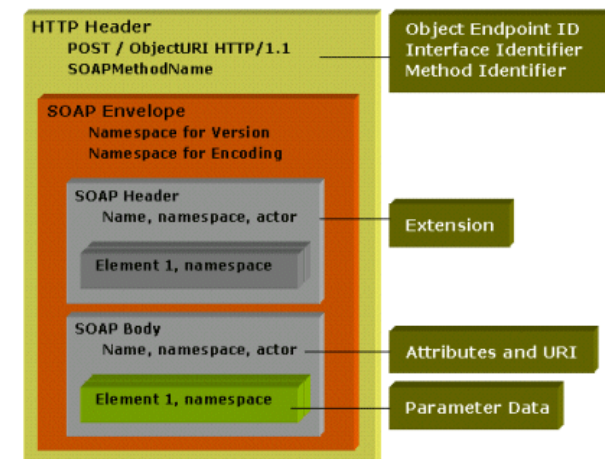 HTTP Header
POST / ObjectURI HTTP/1.1
SOAPMethodName
Object Endpoint ID
Interface Identifier
Method Identifier
SOAP Envelope
Namespace for Version
Namespace for Encoding
SOAP Header
Name, namespace, actor
Extension
Element 1, namespace
SOAP Body
Name, namespace, actor
Attributes and URI
Element 1, namespace
Parameter Data